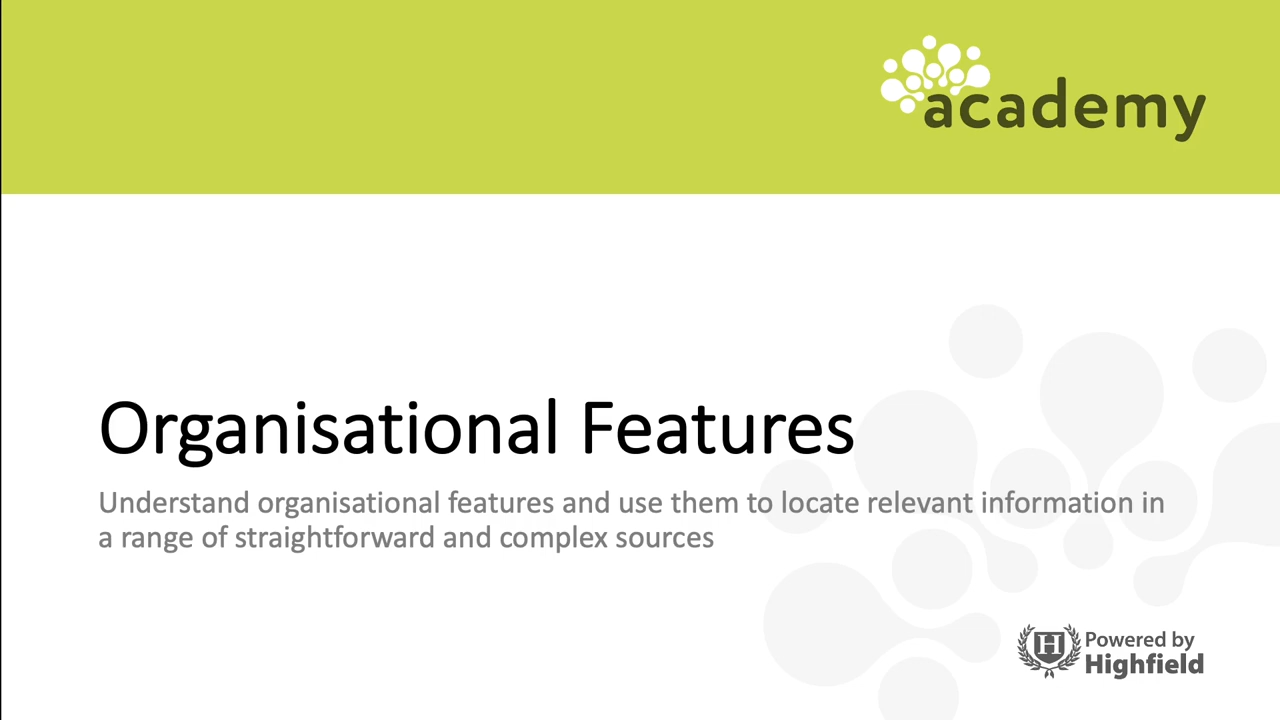 academy
Organisational Features
Understand organisational features and use them to locate relevant information in
a range of straightforward and complex sources
H
Powered by
Highfield